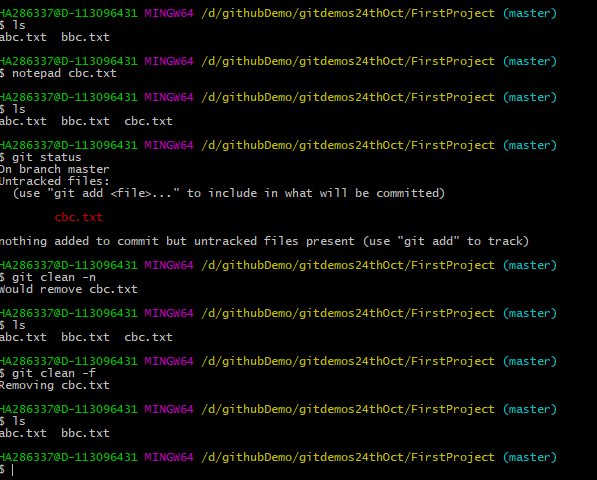 HA286337@D-113096431 MINGW64 /d/githubDemo/gitdemos24thOct/FirstProject (master)
$ ls
abc.txt  bbc.txt
HA286337@D-113096431 MINGW64 /d/githubDemo/gitdemos24thOct/FirstProject (master)
$ notepad cbc.txt
HA286337@D-113096431 MINGW64 /d/githubDemo/gitdemos24thOct/FirstProject (master)
$ ls
abc.txt  bbc.txt  cbc.txt
HA286337@D-113096431 MINGW64 /d/githubDemo/gitdemos24thOct/FirstProject (master)
$ git status
On branch master
Untracked files:
  (use "git add <file>..." to include in what will be committed)
        cbc.txt
nothing added to commit but untracked files present (use "git add" to track)
HA286337@D-113096431 MINGW64 /d/githubDemo/gitdemos24thOct/FirstProject (master)
$ git clean -n
Would remove cbc.txt
HA286337@D-113096431 MINGW64 /d/githubDemo/gitdemos24thOct/FirstProject (master)
$ ls
abc.txt  bbc.txt  cbc.txt
HA286337@D-113096431 MINGW64 /d/githubDemo/gitdemos24thOct/FirstProject (master)
$ git clean -f
Removing cbc.txt
HA286337@D-113096431 MINGW64 /d/githubDemo/gitdemos24thOct/FirstProject (master)
$ ls
abc.txt  bbc.txt
HA286337@D-113096431 MINGW64 /d/githubDemo/gitdemos24thOct/FirstProject (master)
$